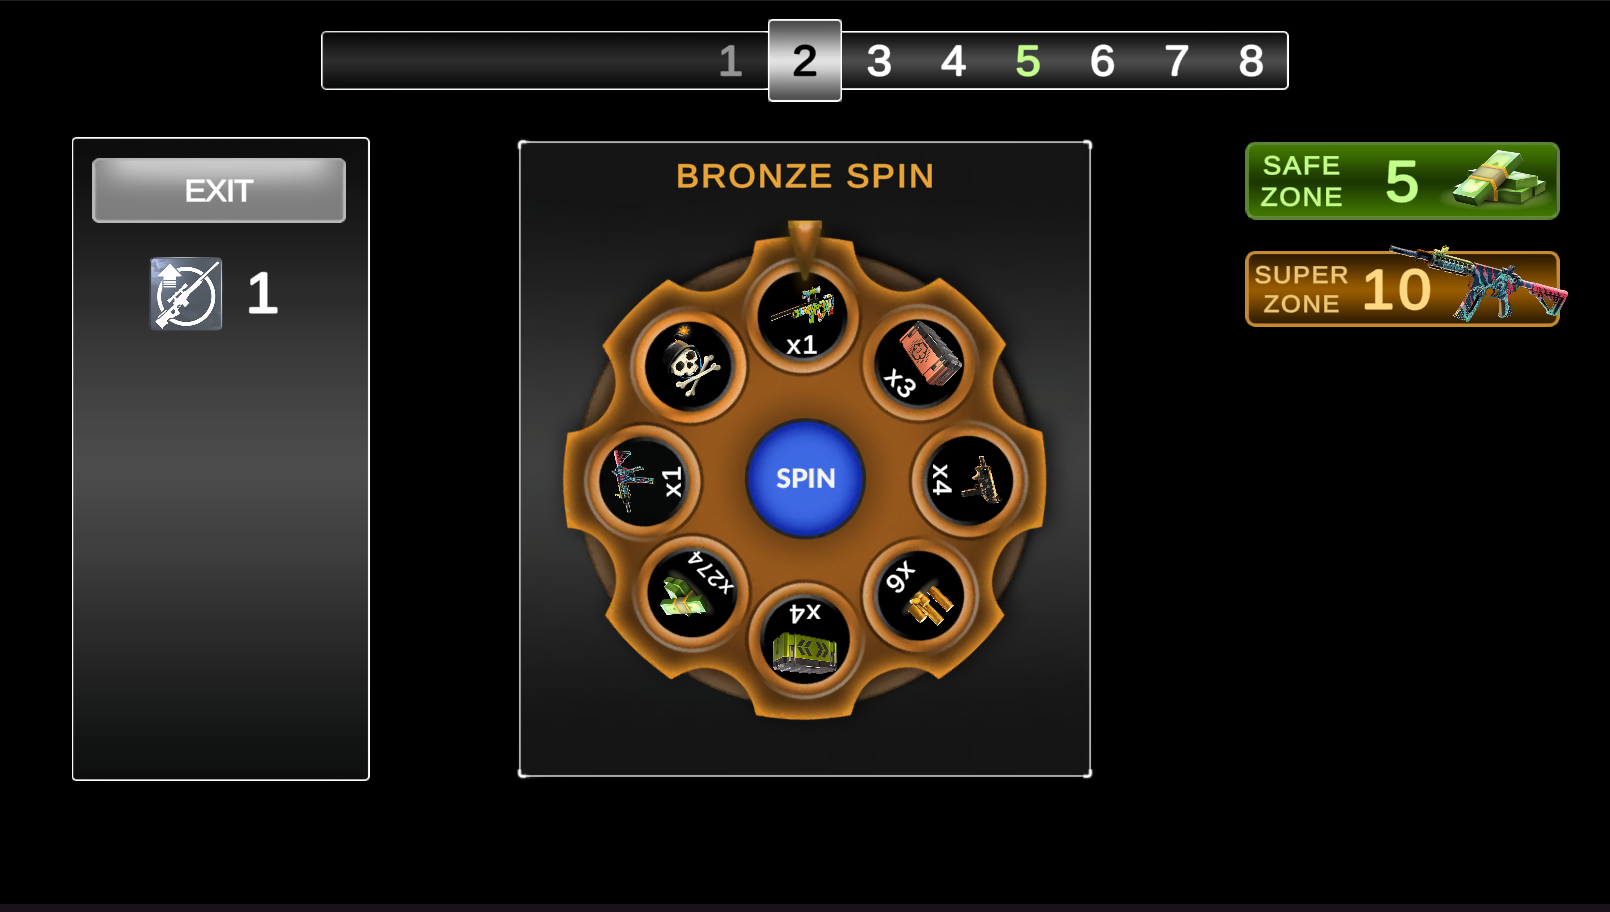 1 2 3 4 5 6 7 8
EXIT
1
BRONZE SPIN
x1
x3
x4
x6
x4
x274
x1
SPIN
SAFE
ZONE
5
SUPER
ZONE
10